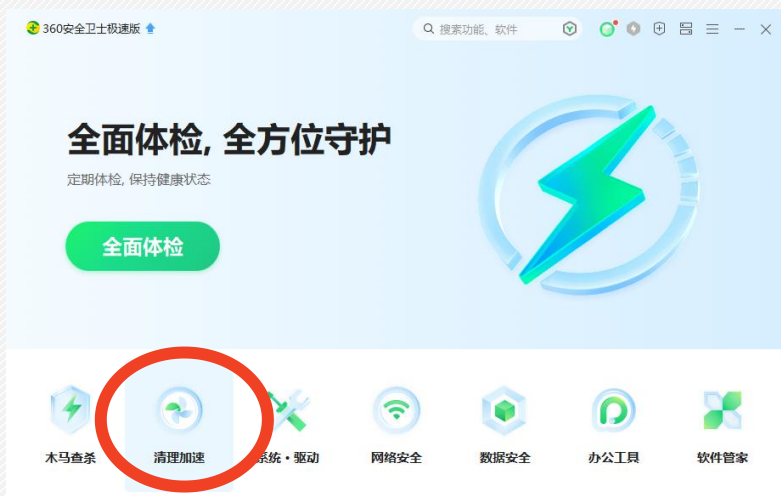 360安全卫士极速版
搜索功能、软件
全面体检, 全方位守护
定期体检, 保持健康状态
全面体检
木马查杀
清理加速
系统・驱动
网络安全
数据安全
办公工具
软件管家